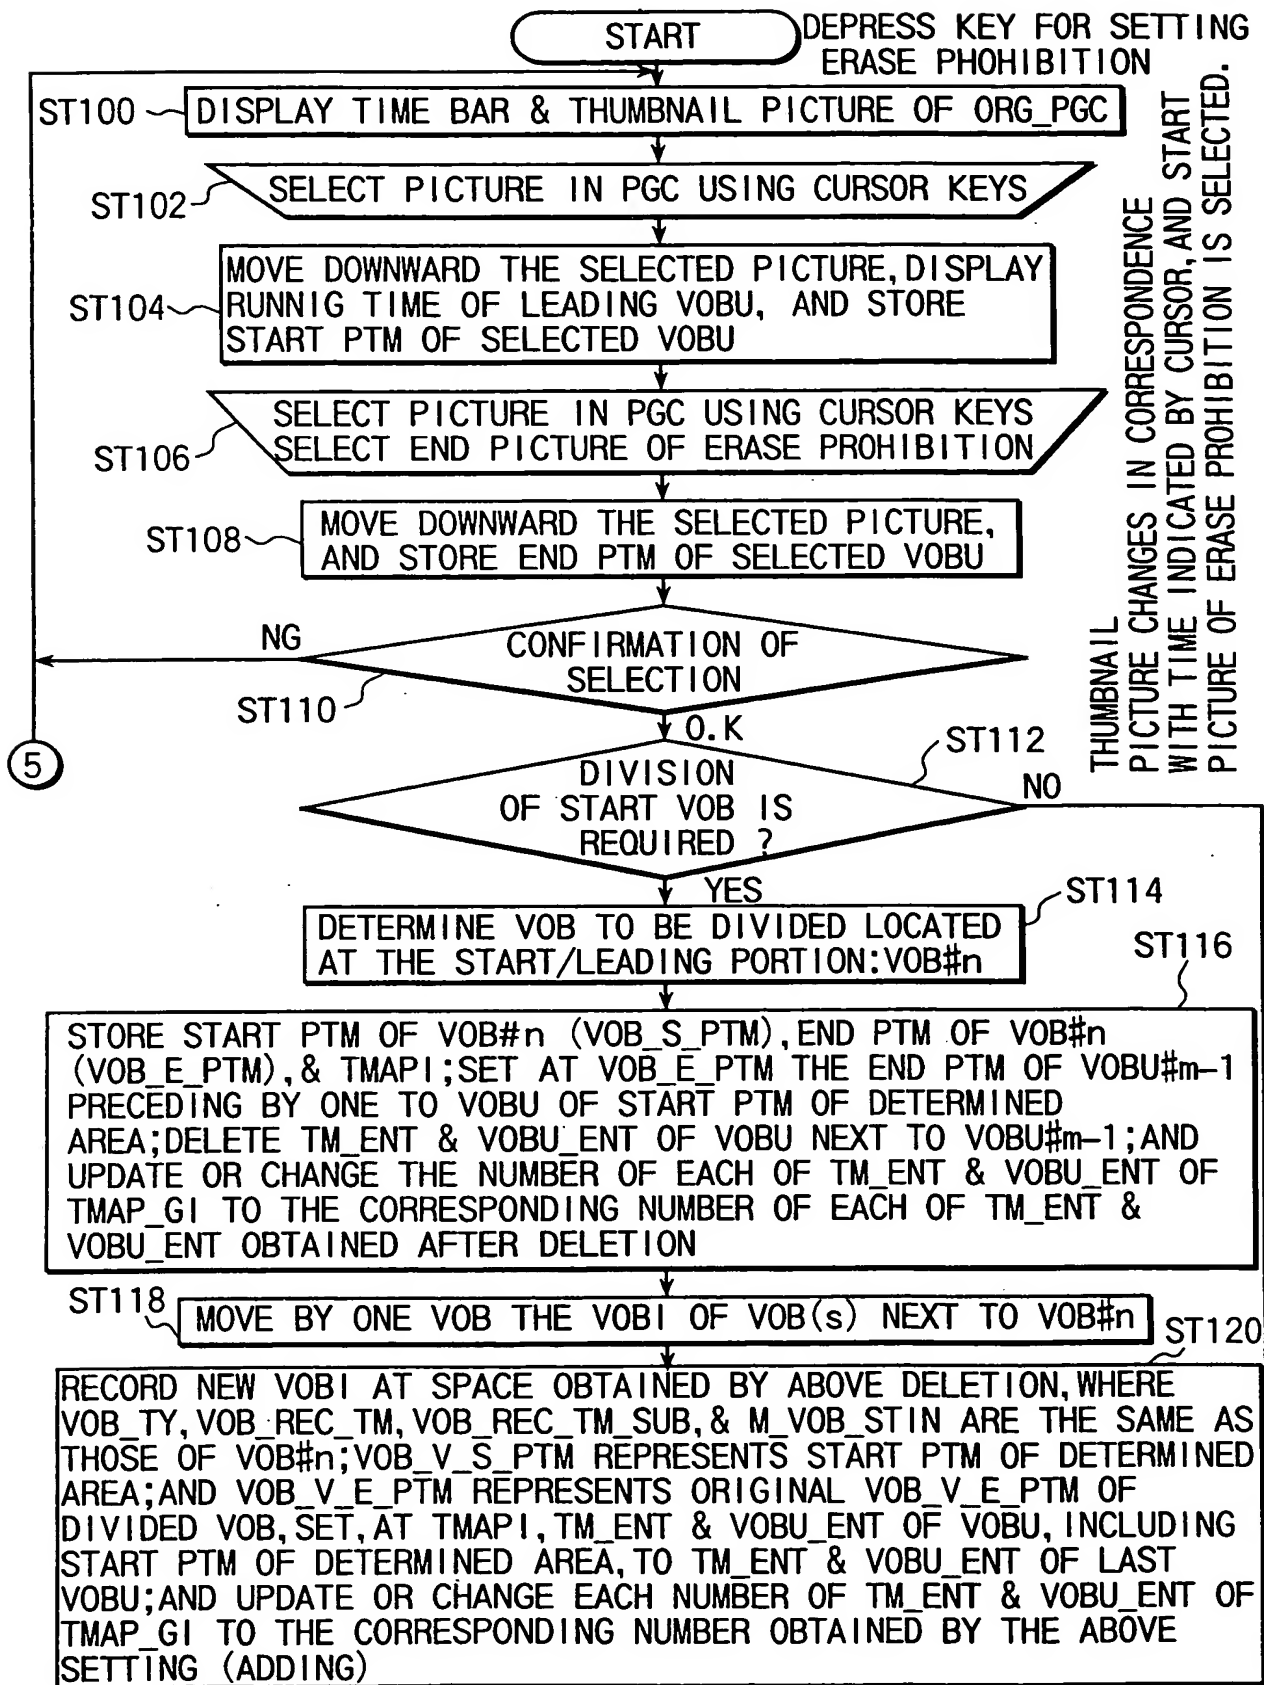 START
DEPRESS KEY FOR SETTING
ERASE PHOHIBITION
ST100
DISPLAY TIME BAR & THUMBNAIL PICTURE OF ORG_PGC
ST102
SELECT PICTURE IN PGC USING CURSOR KEYS
ST104
MOVE DOWNWARD THE SELECTED PICTURE, DISPLAY
RUNNIG TIME OF LEADING VOBU, AND STORE
START PTM OF SELECTED VOBU
ST106
SELECT PICTURE IN PGC USING CURSOR KEYS
SELECT END PICTURE OF ERASE PROHIBITION
ST108
MOVE DOWNWARD THE SELECTED PICTURE,
AND STORE END PTM OF SELECTED VOBU
THUMBNAIL
PICTURE CHANGES IN CORRESPONDENCE
WITH TIME INDICATED BY CURSOR, AND START
PICTURE OF ERASE PROHIBITION IS SELECTED.
NG
CONFIRMATION OF
SELECTION
ST110
O.K
5
ST112
DIVISION
OF START VOB IS
REQUIRED ?
NO
YES
ST114
DETERMINE VOB TO BE DIVIDED LOCATED
AT THE START/LEADING PORTION:VOB#n
ST116
STORE START PTM OF VOB#n (VOB_S_PTM), END PTM OF VOB#n
(VOB_E_PTM), & TMAPI;SET AT VOB_E_PTM THE END PTM OF VOBU#m-1
PRECEDING BY ONE TO VOBU OF START PTM OF DETERMINED
AREA;DELETE TM_ENT & VOBU_ENT OF VOBU NEXT TO VOBU#m-1;AND
UPDATE OR CHANGE THE NUMBER OF EACH OF TM_ENT & VOBU_ENT OF
TMAP_GI TO THE CORRESPONDING NUMBER OF EACH OF TM_ENT &
VOBU_ENT OBTAINED AFTER DELETION
ST118
MOVE BY ONE VOB THE VOBI OF VOB(s) NEXT TO VOB#n
ST120
RECORD NEW VOBI AT SPACE OBTAINED BY ABOVE DELETION, WHERE
VOB_TY, VOB_REC_TM, VOB_REC_TM_SUB, & M_VOB_STIN ARE THE SAME AS
THOSE OF VOB#n;VOB_V_S_PTM REPRESENTS START PTM OF DETERMINED
AREA;AND VOB_V_E_PTM REPRESENTS ORIGINAL VOB_V_E_PTM OF
DIVIDED VOB, SET, AT TMAPI, TM_ENT & VOBU_ENT OF VOBU, INCLUDING
START PTM OF DETERMINED AREA, TO TM_ENT & VOBU_ENT OF LAST
VOBU;AND UPDATE OR CHANGE EACH NUMBER OF TM_ENT & VOBU_ENT OF
TMAP_GI TO THE CORRESPONDING NUMBER OBTAINED BY THE ABOVE
SETTING (ADDING)